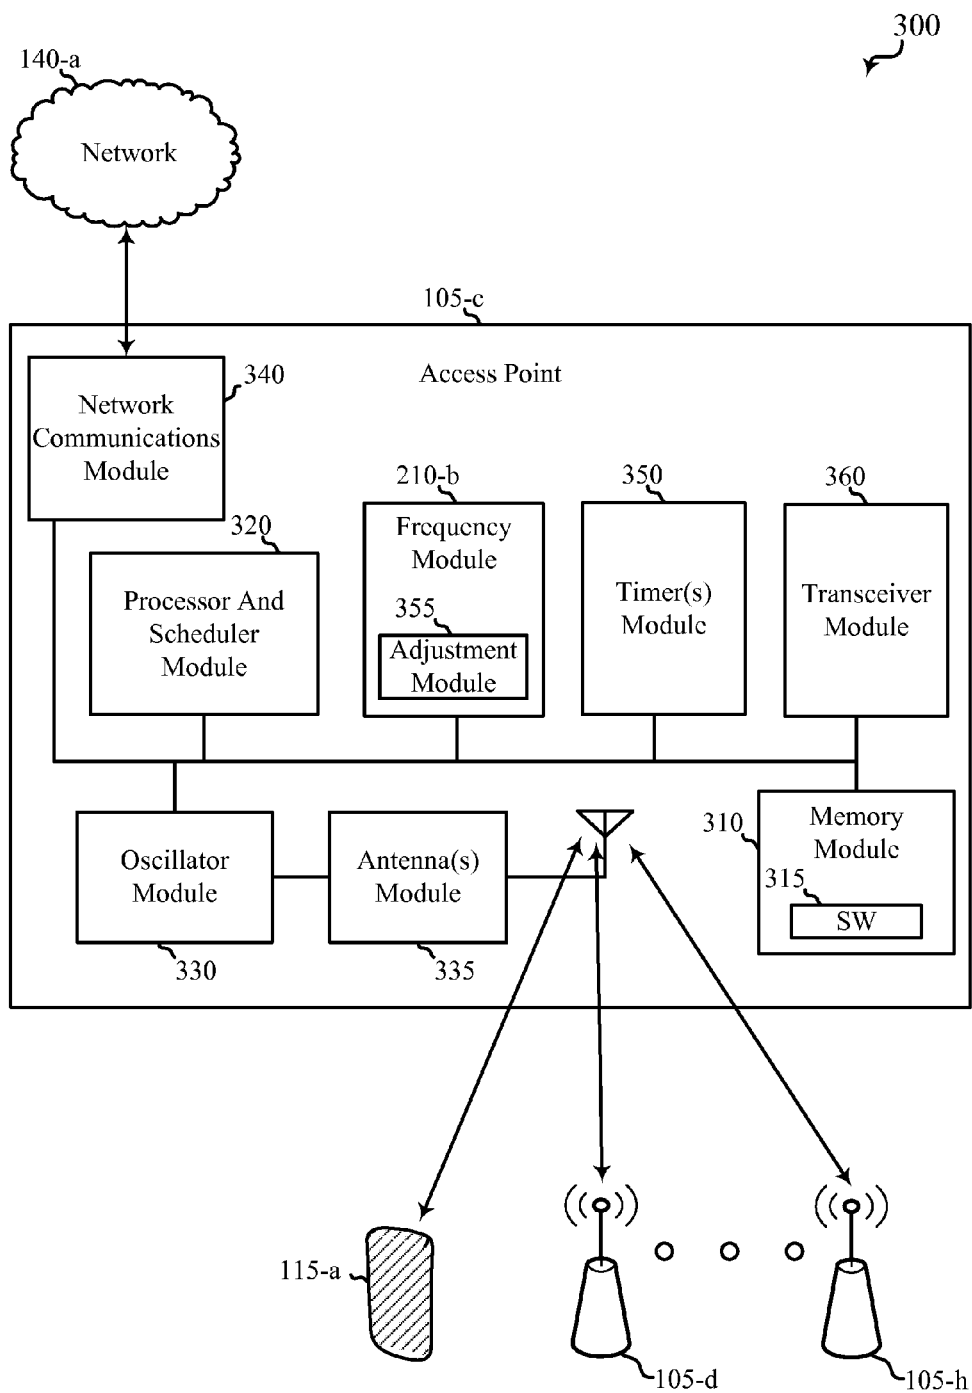 300
140-a
Network
105-c
Access Point
340
Network
Communications
Module
320
Processor And
Scheduler
Module
210-b
Frequency
Module
355
Adjustment
Module
350
Timer(s)
Module
360
Transceiver
Module
Oscillator
Module
330
Antenna(s)
Module
335
310
Memory
Module
315
SW
115-a
105-d
105-h